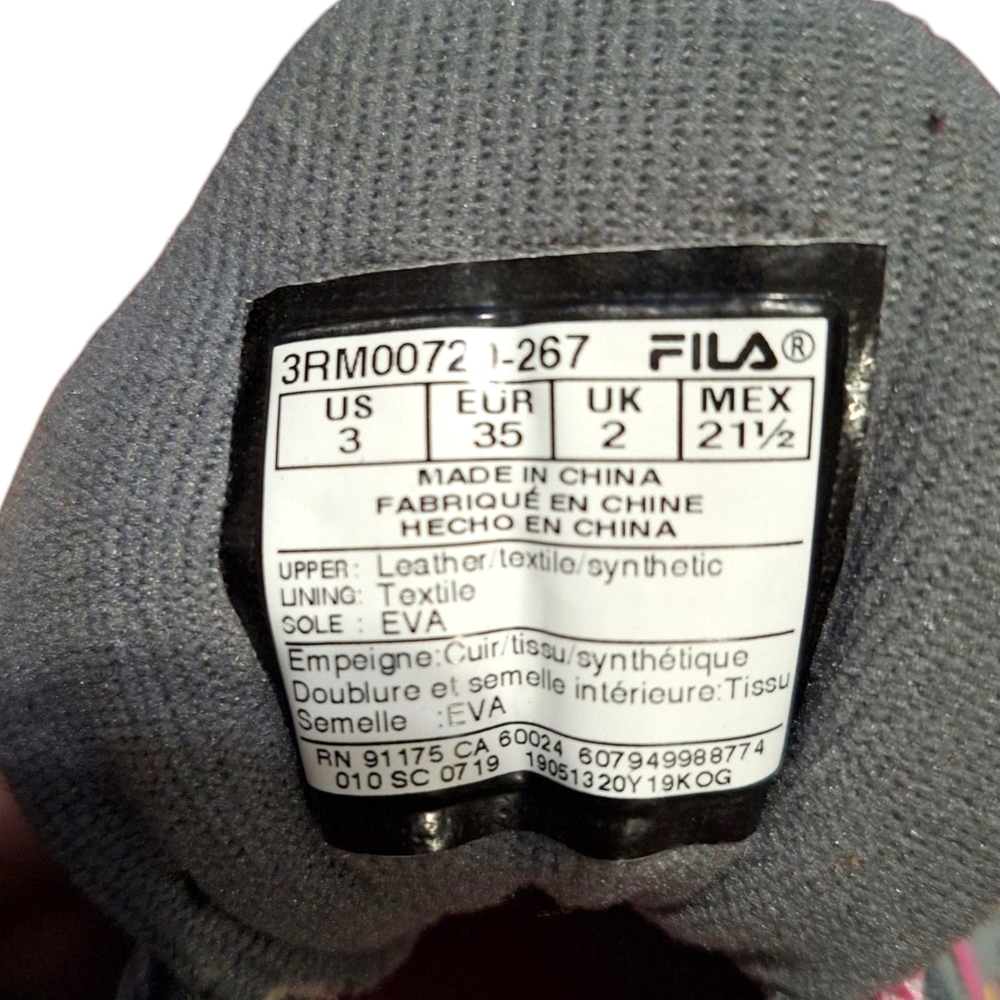 FILA®
US EUR UK MEX
3 35 2 21½
MADE IN CHINA
FABRIQUÉ EN CHINE
HECHO EN CHINA
UPPER: Leather/textile/synthetic
LINING: Textile
SOLE : EVA
Empeigne:Cuir/tissu/synthétique
Doublure et semelle intérieure:Tissu
Semelle :EVA
RN 91175 CA 60024 607949988774
010 SC 0719 19051320Y19KOG